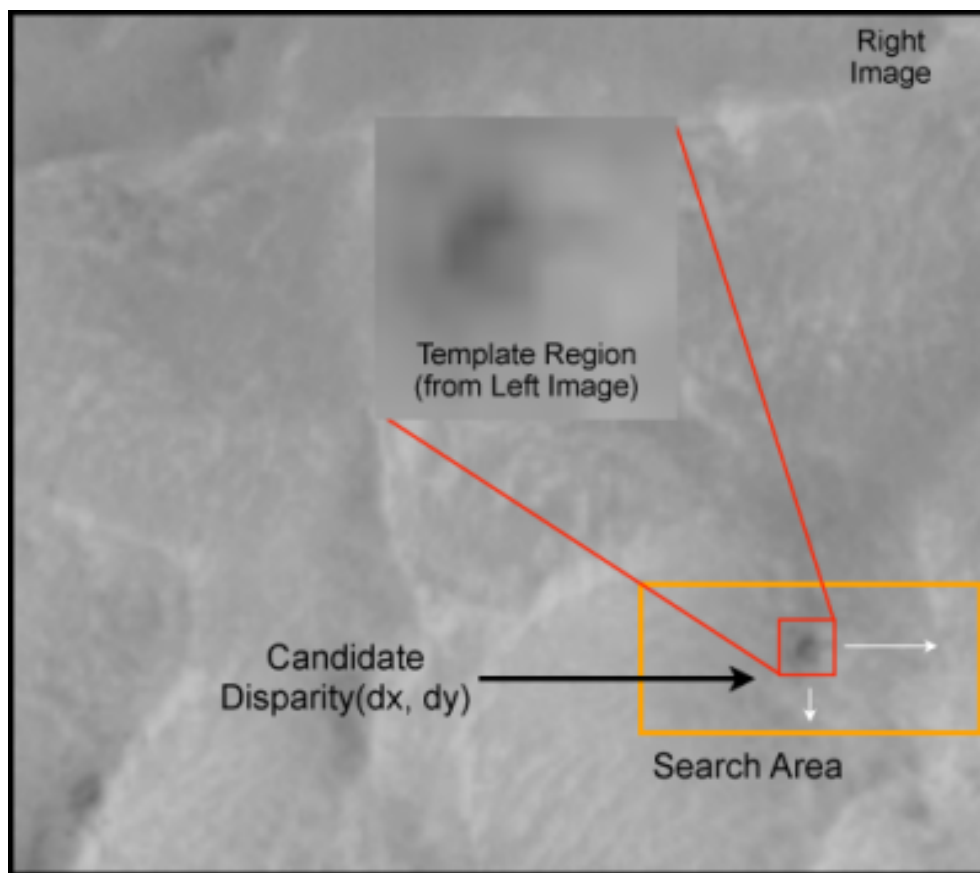 Right
Image
Template Region
(from Left Image)
Candidate
Disparity(dx, dy)
Search Area